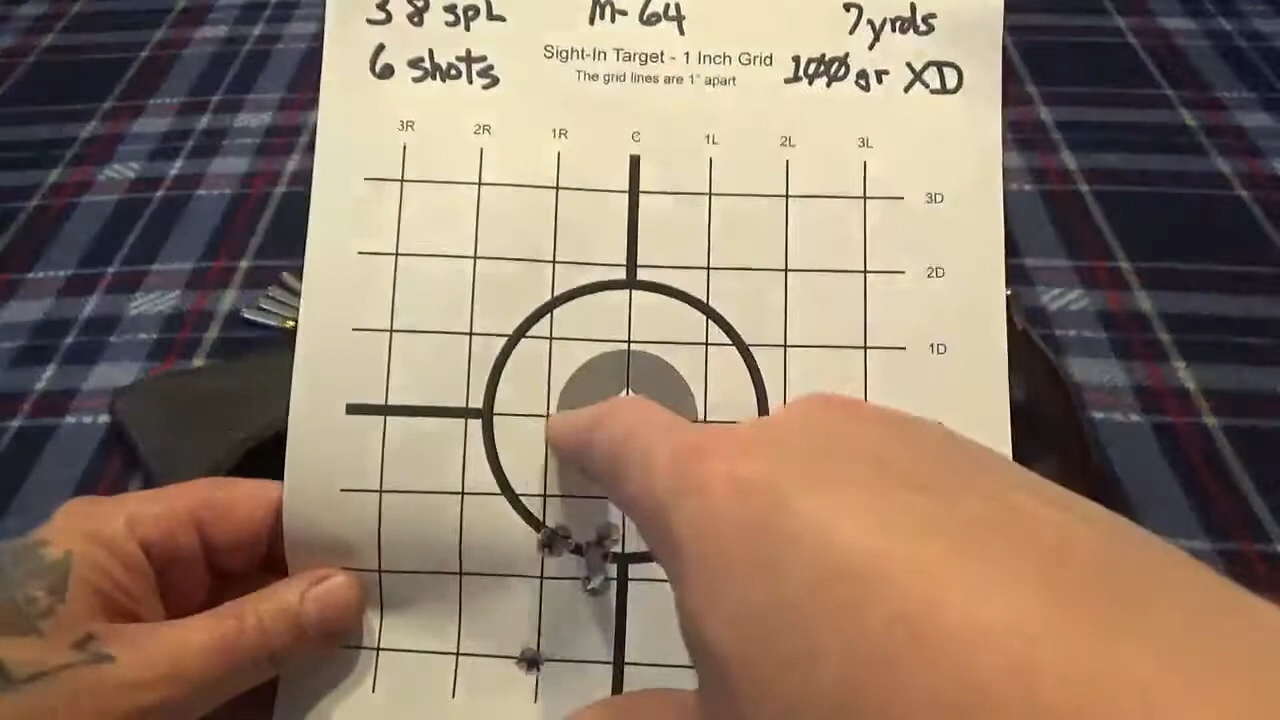 38 SPL M-64 7yrds
6 shots Sight-In Target - 1 Inch Grid 100gr XD
The grid lines are 1" apart
3R 2R 1R C 1L 2L 3L
3D
2D
1D